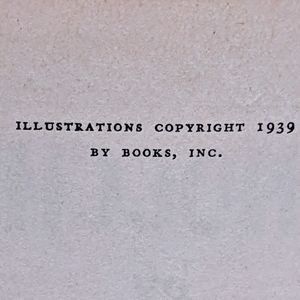 ILLUSTRATIONS COPYRIGHT 1939
BY BOOKS, INC.